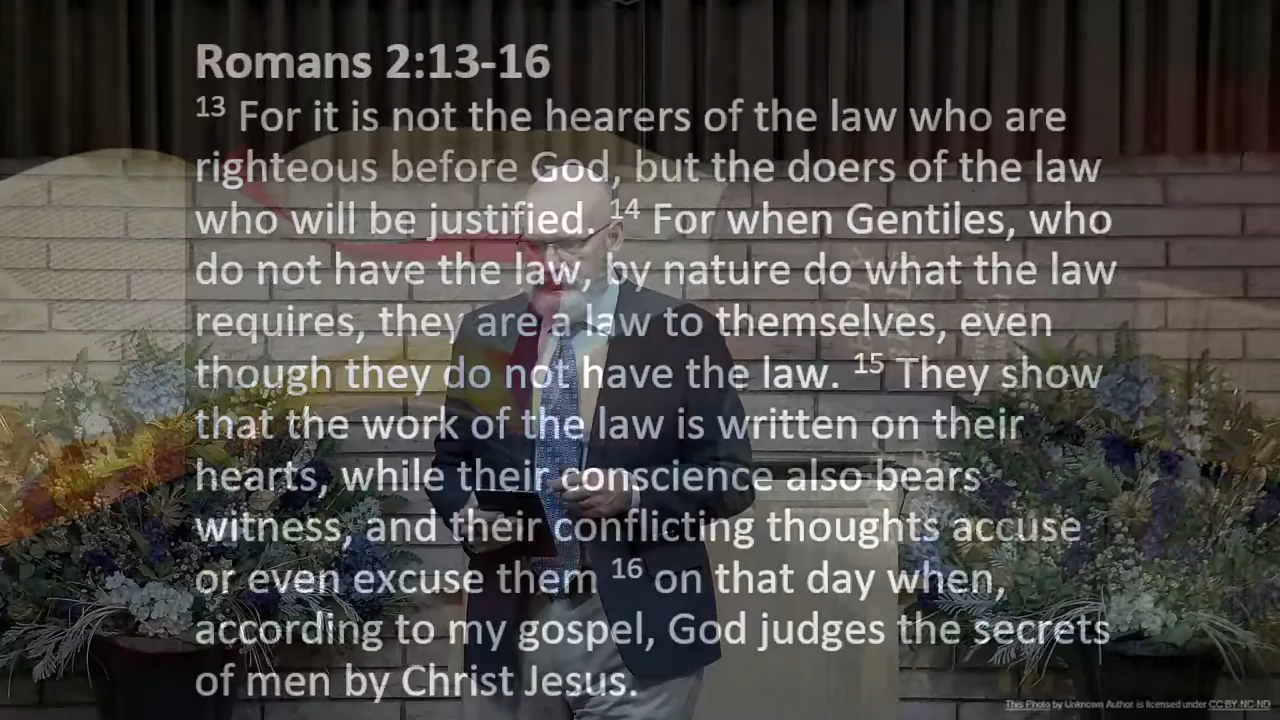 Romans 2:13-16
13 For it is not the hearers of the law who are
righteous before God, but the doers of the law
who will be justified. 14 For when Gentiles, who
do not have the law, by nature do what the law
requires, they are a law to themselves, even
though they do not have the law. 15 They show
that the work of the law is written on their
hearts, while their conscience also bears
witness, and their conflicting thoughts accuse
or even excuse them 16 on that day when,
according to my gospel, God judges the secrets
of men by Christ Jesus.
This Photo by Unknown Author is licensed under CC BY-NC-ND